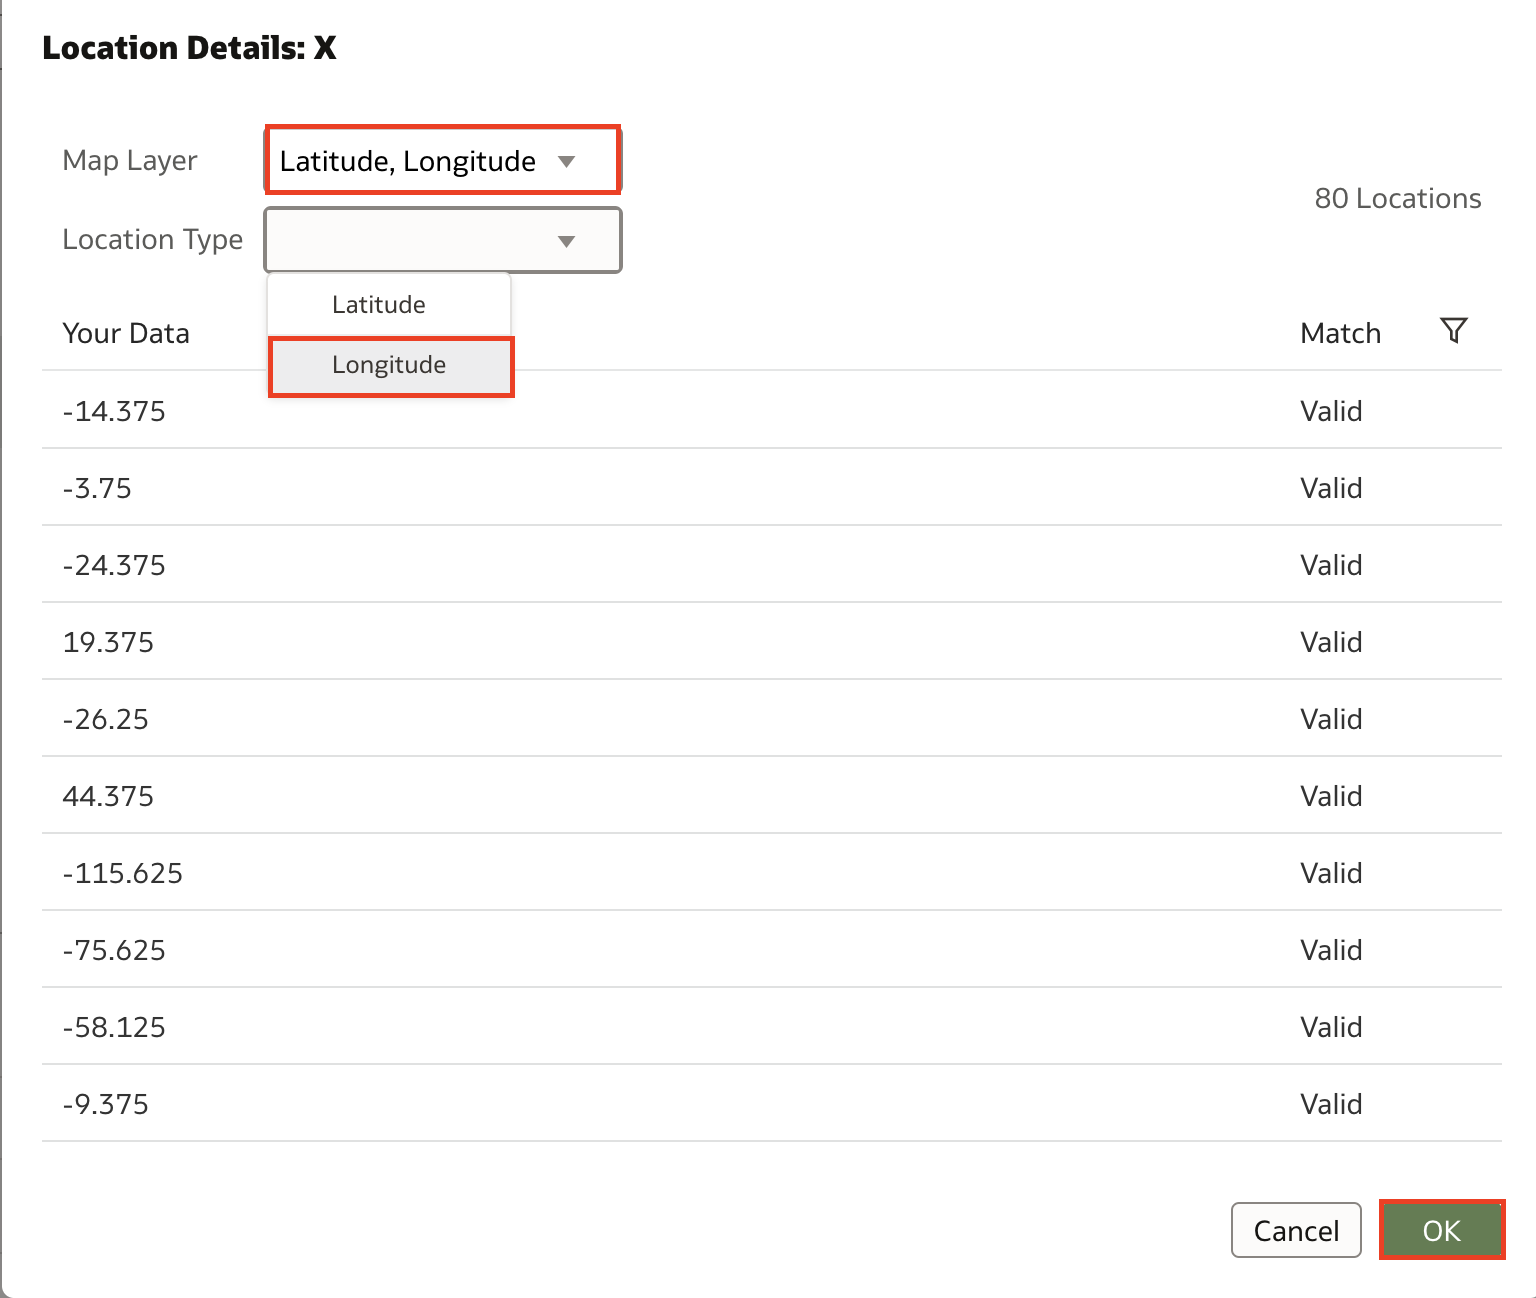 Location Details: X
Map Layer
Latitude, Longitude
80 Locations
Location Type
Latitude
Longitude
Your Data
Match
-14.375 Valid
-3.75 Valid
-24.375 Valid
19.375 Valid
-26.25 Valid
44.375 Valid
-115.625 Valid
-75.625 Valid
-58.125 Valid
-9.375 Valid
Cancel
OK